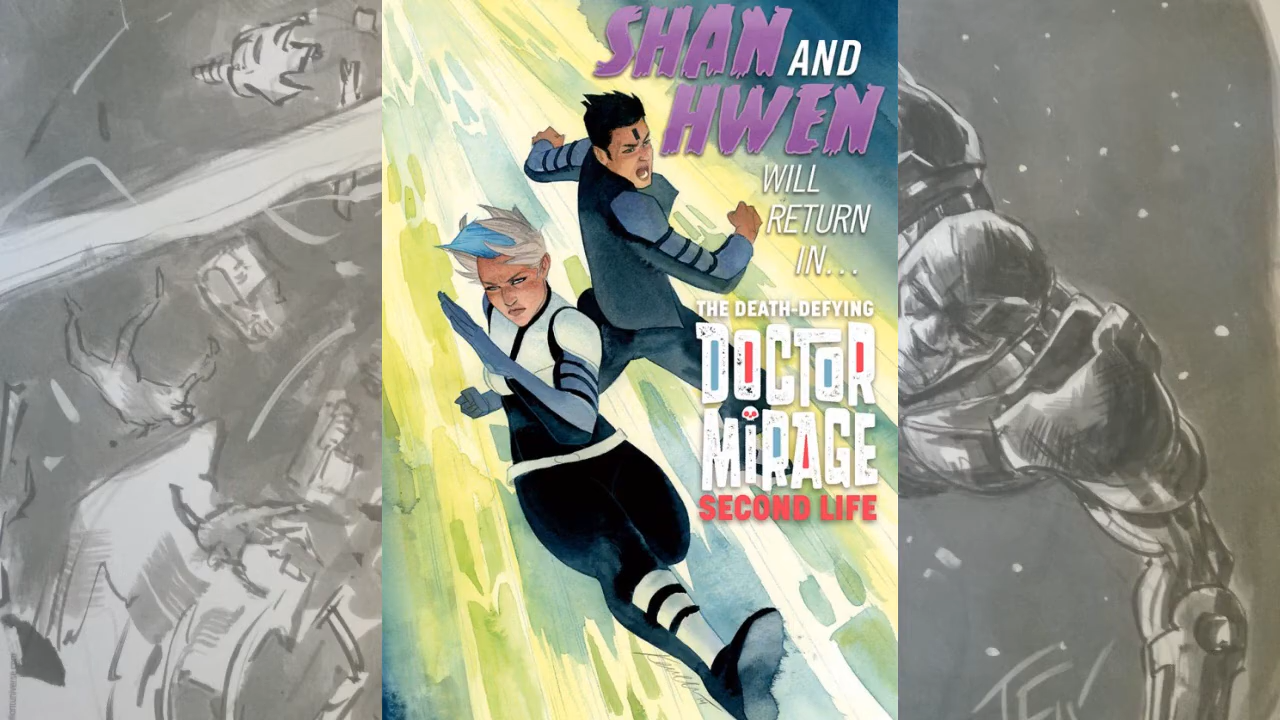 SHAN AND
HWEN
WILL
RETURN
IN...
THE DEATH-DEFYING
DOCTOR
MIRAGE
SECOND LIFE